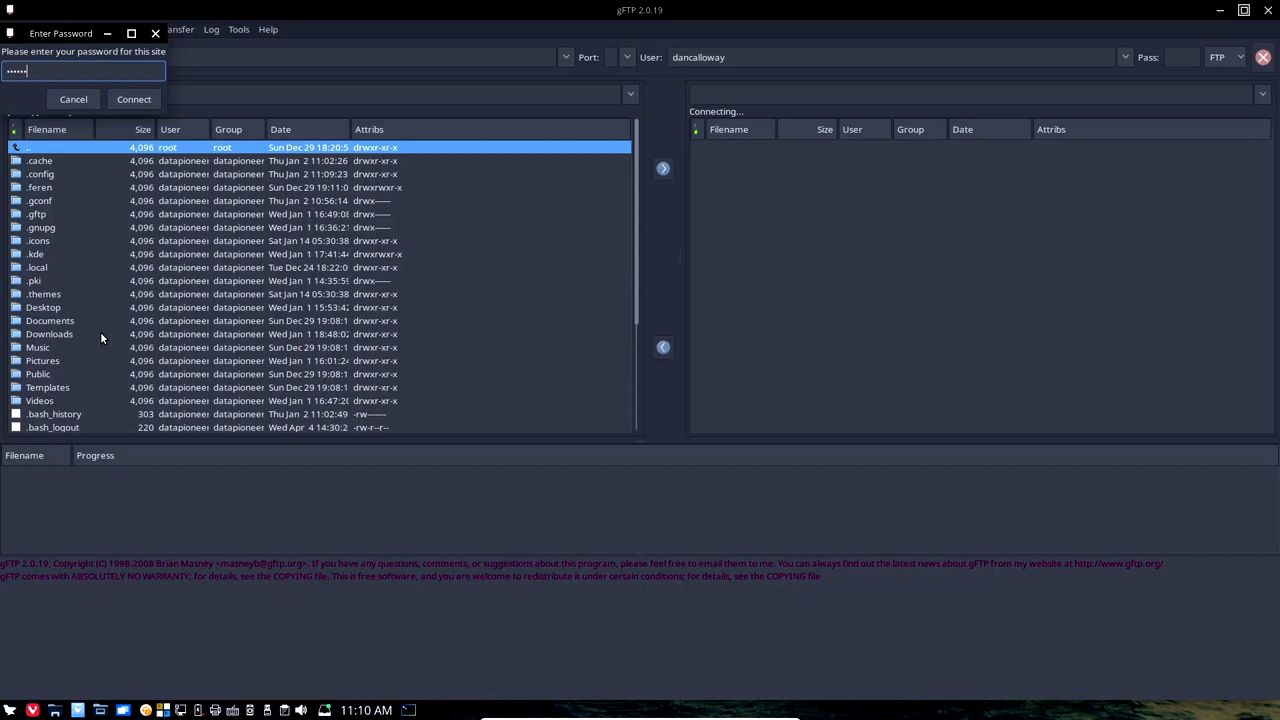 gFTP 2.0.19
Enter Password
Please enter your password for this site
••••••
Cancel Connect
ansfer Log Tools Help
Port: User: dancalloway Pass: FTP
Connecting...
Filename Size User Group Date Attribs
Filename Size User Group Date Attribs
.. 4,096 root root Sun Dec 29 18:20:5 drwxr-xr-x
.cache 4,096 datapioneer datapioneer Thu Jan 2 11:02:26 drwxr-xr-x
.config 4,096 datapioneer datapioneer Thu Jan 2 11:09:23 drwxr-xr-x
.feren 4,096 datapioneer datapioneer Sun Dec 29 19:11:0 drwxrwxr-x
.gconf 4,096 datapioneer datapioneer Thu Jan 2 10:56:14 drwx------
.gftp 4,096 datapioneer datapioneer Wed Jan 1 16:49:08 drwx------
.gnupg 4,096 datapioneer datapioneer Wed Jan 1 16:36:21 drwx------
.icons 4,096 datapioneer datapioneer Sat Jan 14 05:30:38 drwxr-xr-x
.kde 4,096 datapioneer datapioneer Wed Jan 1 17:41:44 drwxrwxr-x
.local 4,096 datapioneer datapioneer Tue Dec 24 18:22:0 drwxr-xr-x
.pki 4,096 datapioneer datapioneer Wed Jan 1 14:35:59 drwx------
.themes 4,096 datapioneer datapioneer Sat Jan 14 05:30:38 drwxr-xr-x
Desktop 4,096 datapioneer datapioneer Wed Jan 1 15:53:42 drwxr-xr-x
Documents 4,096 datapioneer datapioneer Sun Dec 29 19:08:1 drwxr-xr-x
Downloads 4,096 datapioneer datapioneer Wed Jan 1 18:48:02 drwxr-xr-x
Music 4,096 datapioneer datapioneer Sun Dec 29 19:08:1 drwxr-xr-x
Pictures 4,096 datapioneer datapioneer Wed Jan 1 16:01:24 drwxr-xr-x
Public 4,096 datapioneer datapioneer Sun Dec 29 19:08:1 drwxr-xr-x
Templates 4,096 datapioneer datapioneer Sun Dec 29 19:08:1 drwxr-xr-x
Videos 4,096 datapioneer datapioneer Wed Jan 1 16:47:20 drwxr-xr-x
.bash_history 303 datapioneer datapioneer Thu Jan 2 11:02:49 -rw-------
.bash_logout 220 datapioneer datapioneer Wed Apr 4 14:30:2 -rw-r--r--
Filename Progress
gFTP 2.0.19, Copyright (C) 1998-2008 Brian Masney <masneyb@gftp.org>. If you have any questions, comments, or suggestions about this program, please feel free to email them to me. You can always find out the latest news about gFTP from my website at http://www.gftp.org/
gFTP comes with ABSOLUTELY NO WARRANTY; for details, see the COPYING file. This is free software, and you are welcome to redistribute it under certain conditions; for details, see the COPYING file
11:10 AM